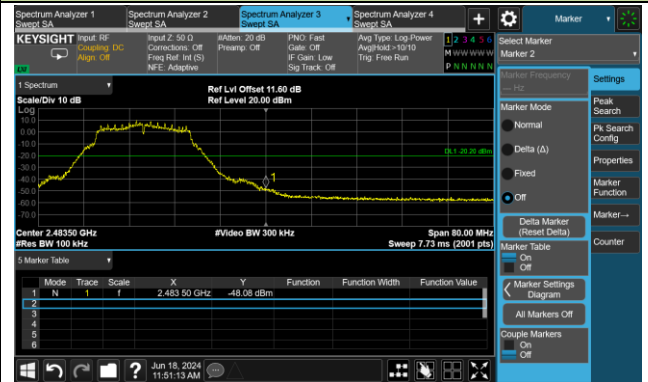 Spectrum Analyzer 1
Swept SA
Spectrum Analyzer 2
Swept SA
Spectrum Analyzer 3
Swept SA
Spectrum Analyzer 4
Swept SA
+
Marker
KEYSIGHT
Input: RF
Coupling: DC
Align: Off
Input Z: 50 Ω
Corrections: Off
Freq Ref: Int (S)
NFE: Adaptive
#Atten: 20 dB
Preamp: Off
PNO: Fast
Gate: Off
IF Gain: Low
Sig Track: Off
Avg Type: Log-Power
Avg|Hold:>10/10
Trig: Free Run
1 2 3 4 5 6
M W W W W W
P N N N N N
LXI
Select Marker
Marker 2
1 Spectrum
Scale/Div 10 dB
Ref Lvl Offset 11.60 dB
Ref Level 20.00 dBm
Log
10.0
0.00
-10.0
-20.0
-30.0
-40.0
-50.0
-60.0
-70.0
DL1 -20.20 dBm
1
Center 2.48350 GHz
#Res BW 100 kHz
#Video BW 300 kHz
Span 80.00 MHz
Sweep 7.73 ms (2001 pts)
5 Marker Table
Mode Trace Scale X Y Function Function Width Function Value
1 N 1 f 2.483 50 GHz -48.08 dBm
2
3
4
5
6
Marker Frequency
--- Hz
Marker Mode
Normal
Delta (Δ)
Fixed
Off
Delta Marker
(Reset Delta)
Marker Table
On
Off
Marker Settings
Diagram
All Markers Off
Couple Markers
On
Off
Settings
Peak
Search
Pk Search
Config
Properties
Marker
Function
Marker→
Counter
?
Jun 18, 2024
11:51:13 AM